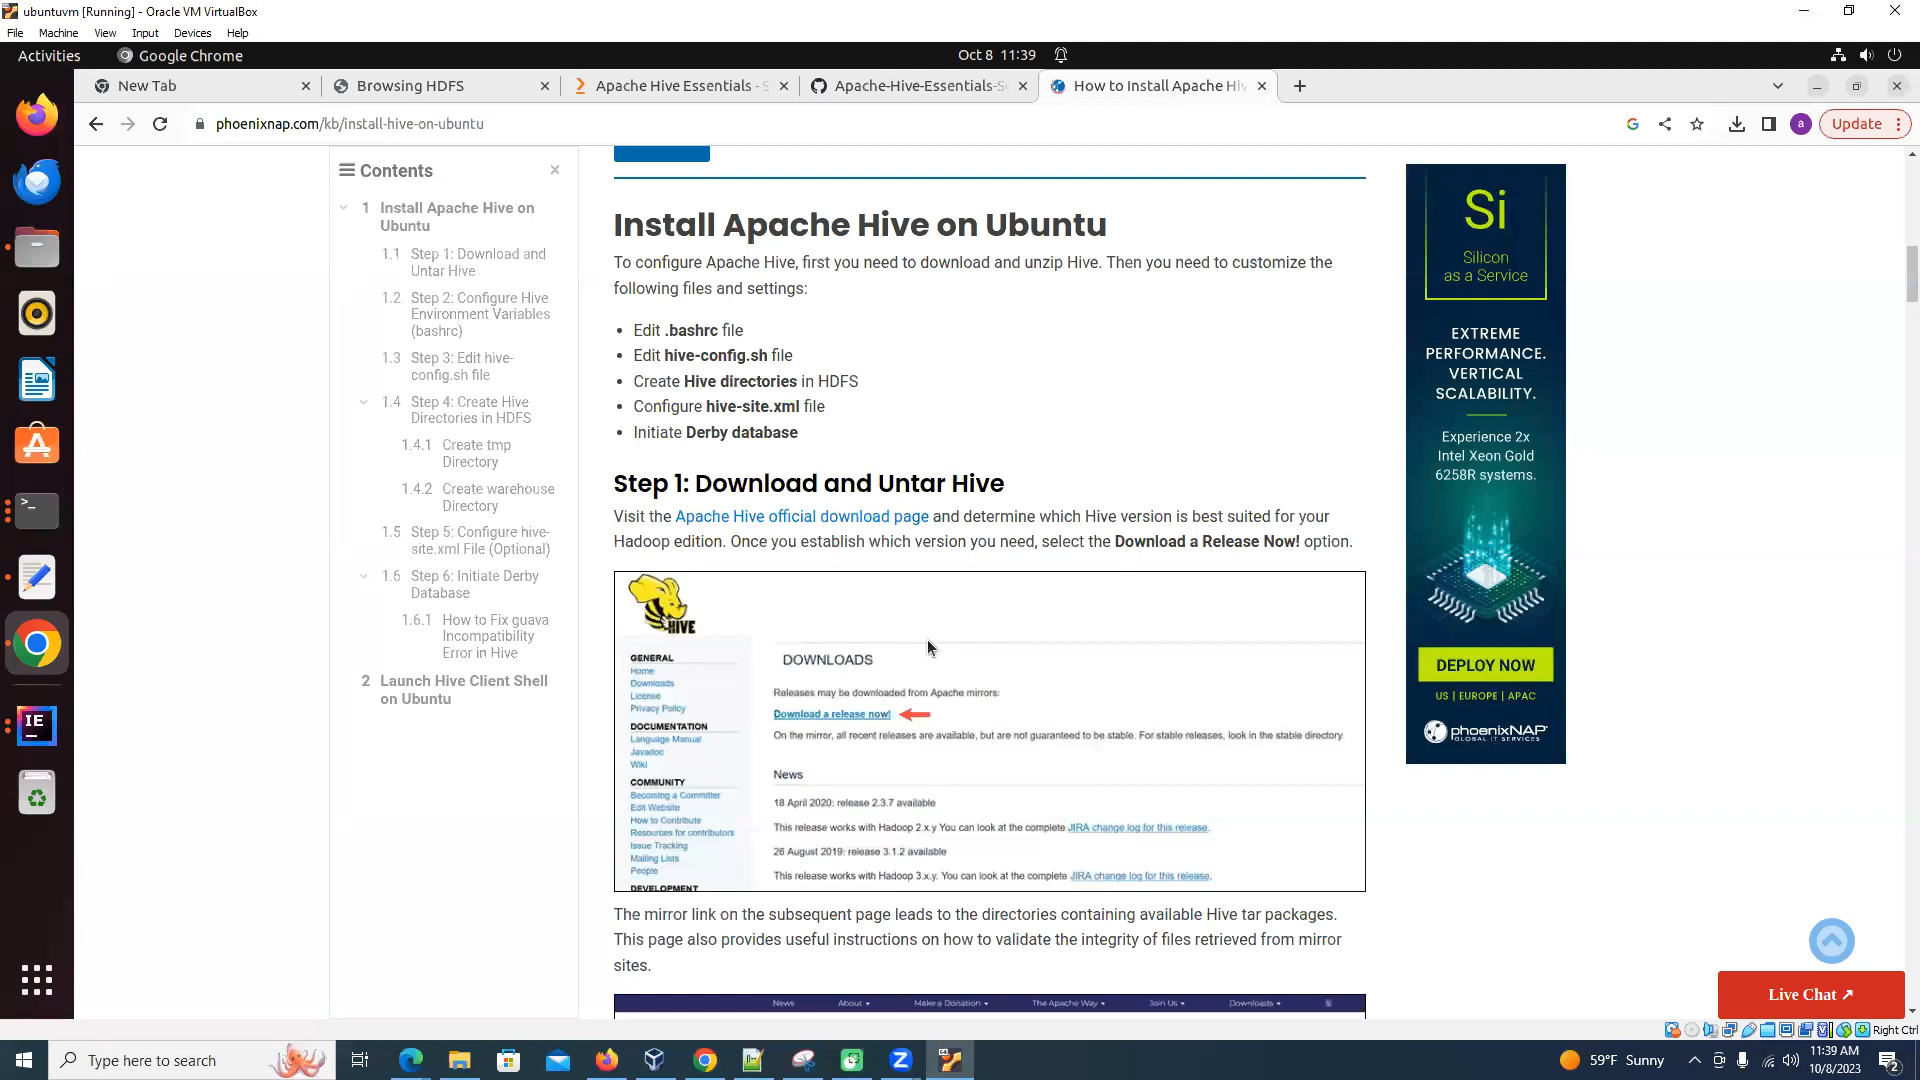 ubuntuvm [Running] - Oracle VM VirtualBox
File Machine View Input Devices Help
Activities Google Chrome Oct 8 11:39
New Tab Browsing HDFS Apache Hive Essentials - S Apache-Hive-Essentials-Se How to Install Apache Hiv
phoenixnap.com/kb/install-hive-on-ubuntu a Update
Contents
1 Install Apache Hive on
Ubuntu
1.1 Step 1: Download and
Untar Hive
1.2 Step 2: Configure Hive
Environment Variables
(bashrc)
1.3 Step 3: Edit hive-
config.sh file
1.4 Step 4: Create Hive
Directories in HDFS
1.4.1 Create tmp
Directory
1.4.2 Create warehouse
Directory
1.5 Step 5: Configure hive-
site.xml File (Optional)
1.6 Step 6: Initiate Derby
Database
1.6.1 How to Fix guava
Incompatibility
Error in Hive
2 Launch Hive Client Shell
on Ubuntu
Install Apache Hive on Ubuntu
To configure Apache Hive, first you need to download and unzip Hive. Then you need to customize the
following files and settings:
• Edit .bashrc file
• Edit hive-config.sh file
• Create Hive directories in HDFS
• Configure hive-site.xml file
• Initiate Derby database
Step 1: Download and Untar Hive
Visit the Apache Hive official download page and determine which Hive version is best suited for your
Hadoop edition. Once you establish which version you need, select the Download a Release Now! option.
HIVE
GENERAL
Home
Downloads
License
Privacy Policy
DOCUMENTATION
Language Manual
Javadoc
Wiki
COMMUNITY
Becoming a Committer
Edit Website
How to Contribute
Resources for contributors
Issue Tracking
Mailing Lists
People
DEVELOPMENT
DOWNLOADS
Releases may be downloaded from Apache mirrors:
Download a release now!
On the mirror, all recent releases are available, but are not guaranteed to be stable. For stable releases, look in the stable directory.
News
18 April 2020: release 2.3.7 available
This release works with Hadoop 2.x.y You can look at the complete JIRA change log for this release.
26 August 2019: release 3.1.2 available
This release works with Hadoop 3.x.y. You can look at the complete JIRA change log for this release.
The mirror link on the subsequent page leads to the directories containing available Hive tar packages.
This page also provides useful instructions on how to validate the integrity of files retrieved from mirror
sites.
News About Make a Donation The Apache Way Join Us Downloads
Si
Silicon
as a Service
EXTREME
PERFORMANCE.
VERTICAL
SCALABILITY.
Experience 2x
Intel Xeon Gold
6258R systems.
DEPLOY NOW
US | EUROPE | APAC
phoenixNAP
GLOBAL IT SERVICES
Live Chat ↗
Right Ctrl
Type here to search 59°F Sunny 11:39 AM
10/8/2023 2